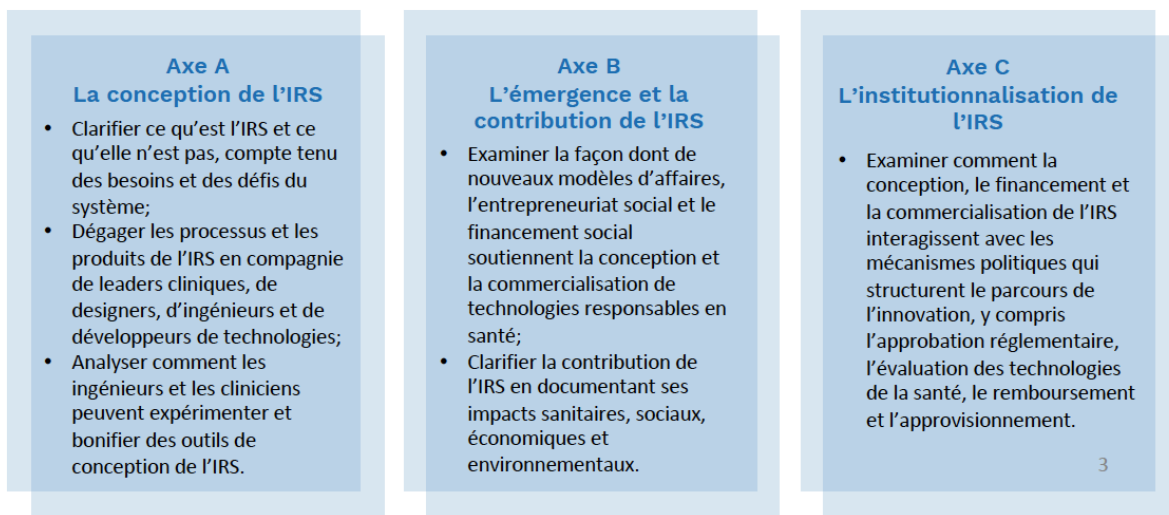 Axe A
La conception de l’IRS
• Clarifier ce qu’est l’IRS et ce
qu’elle n’est pas, compte tenu
des besoins et des défis du
système;
• Dégager les processus et les
produits de l’IRS en compagnie
de leaders cliniques, de
designers, d’ingénieurs et de
développeurs de technologies;
• Analyser comment les
ingénieurs et les cliniciens
peuvent expérimenter et
bonifier des outils de
conception de l’IRS.
Axe B
L’émergence et la
contribution de l’IRS
• Examiner la façon dont de
nouveaux modèles d’affaires,
l’entrepreneuriat social et le
financement social
soutiennent la conception et
la commercialisation de
technologies responsables en
santé;
• Clarifier la contribution de
l’IRS en documentant ses
impacts sanitaires, sociaux,
économiques et
environnementaux.
Axe C
L’institutionnalisation de
l’IRS
• Examiner comment la
conception, le financement et
la commercialisation de l’IRS
interagissent avec les
mécanismes politiques qui
structurent le parcours de
l’innovation, y compris
l’approbation réglementaire,
l’évaluation des technologies
de la santé, le remboursement
et l’approvisionnement.
3